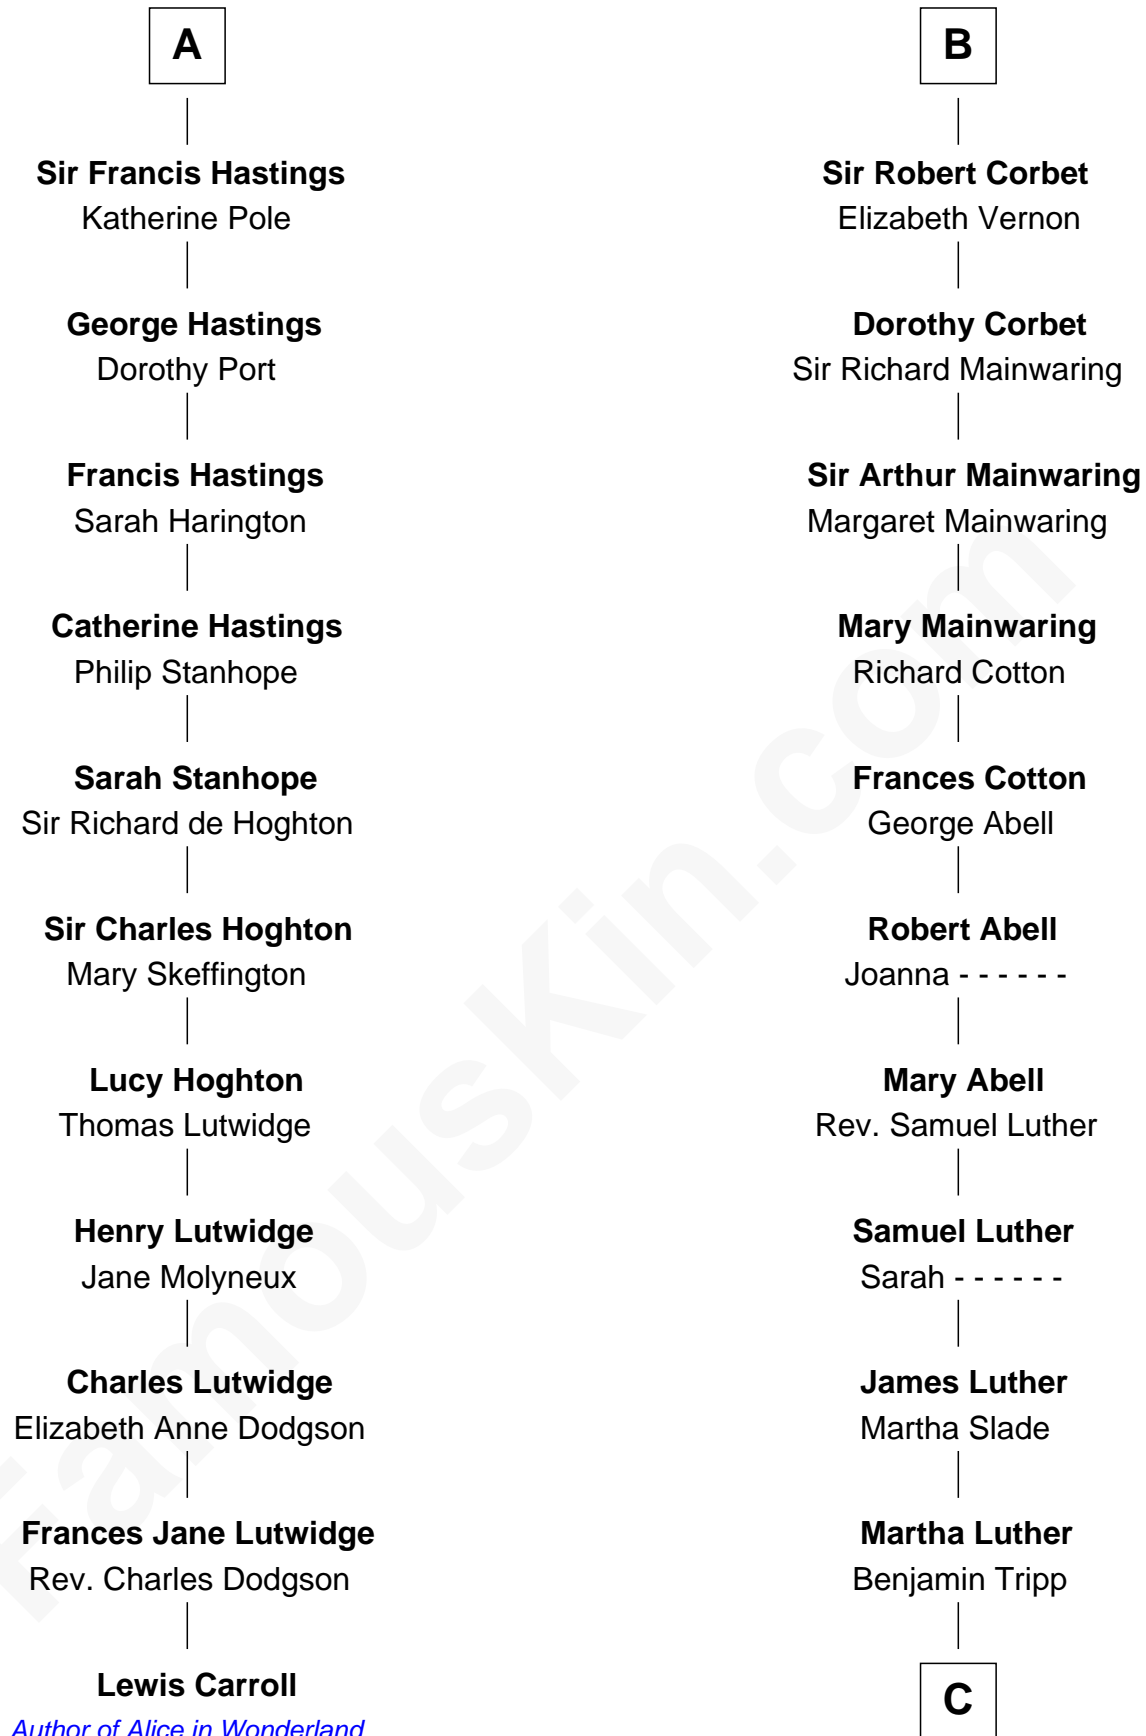 A
Sir Francis Hastings
Katherine Pole
George Hastings
Dorothy Port
Francis Hastings
Sarah Harington
Catherine Hastings
Philip Stanhope
Sarah Stanhope
Sir Richard de Hoghton
Sir Charles Hoghton
Mary Skeffington
Lucy Hoghton
Thomas Lutwidge
Henry Lutwidge
Jane Molyneux
Charles Lutwidge
Elizabeth Anne Dodgson
Frances Jane Lutwidge
Rev. Charles Dodgson
Lewis Carroll
Author of Alice in Wonderland
B
Sir Robert Corbet
Elizabeth Vernon
Dorothy Corbet
Sir Richard Mainwaring
Sir Arthur Mainwaring
Margaret Mainwaring
Mary Mainwaring
Richard Cotton
Frances Cotton
George Abell
Robert Abell
Joanna - - - - - -
Mary Abell
Rev. Samuel Luther
Samuel Luther
Sarah - - - - - -
James Luther
Martha Slade
Martha Luther
Benjamin Tripp
C
FamousKin.com